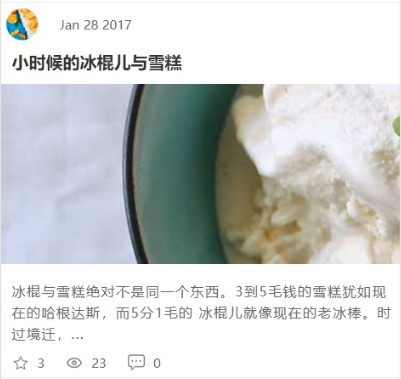 Jan 28 2017
小时候的冰棍儿与雪糕
冰棍与雪糕绝对不是同一个东西。3到5毛钱的雪糕犹如现
在的哈根达斯，而5分1毛的 冰棍儿就像现在的老冰棒。时
过境迁，...
3 23 0